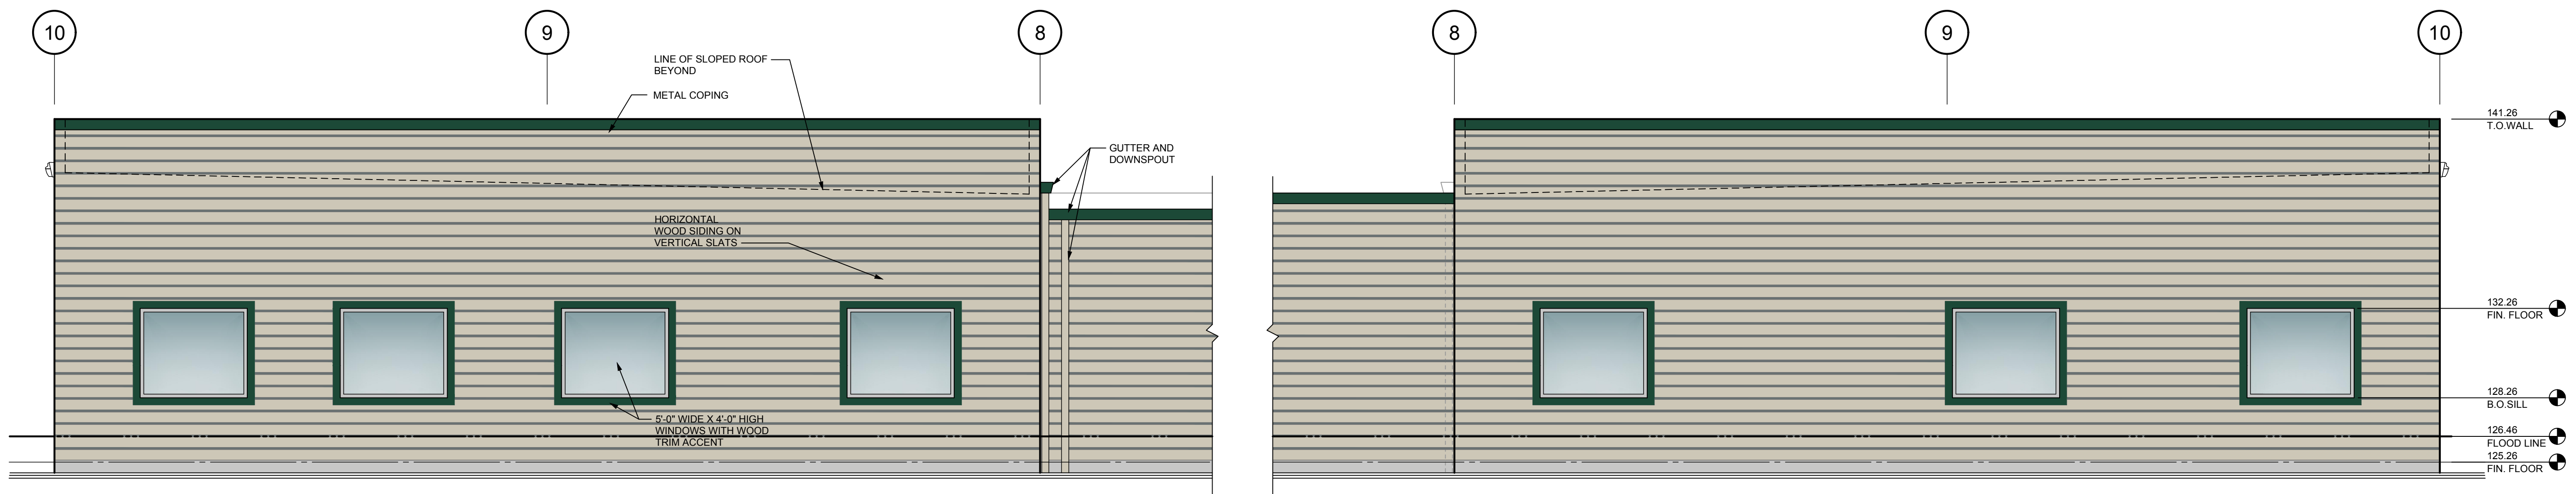 10
9
8
8
9
10
LINE OF SLOPED ROOF
BEYOND
METAL COPING
GUTTER AND
DOWNSPOUT
HORIZONTAL
WOOD SIDING ON
VERTICAL SLATS
5'-0" WIDE X 4'-0" HIGH
WINDOWS WITH WOOD
TRIM ACCENT
141.26
T.O.WALL
132.26
FIN. FLOOR
128.26
B.O.SILL
126.46
FLOOD LINE
125.26
FIN. FLOOR